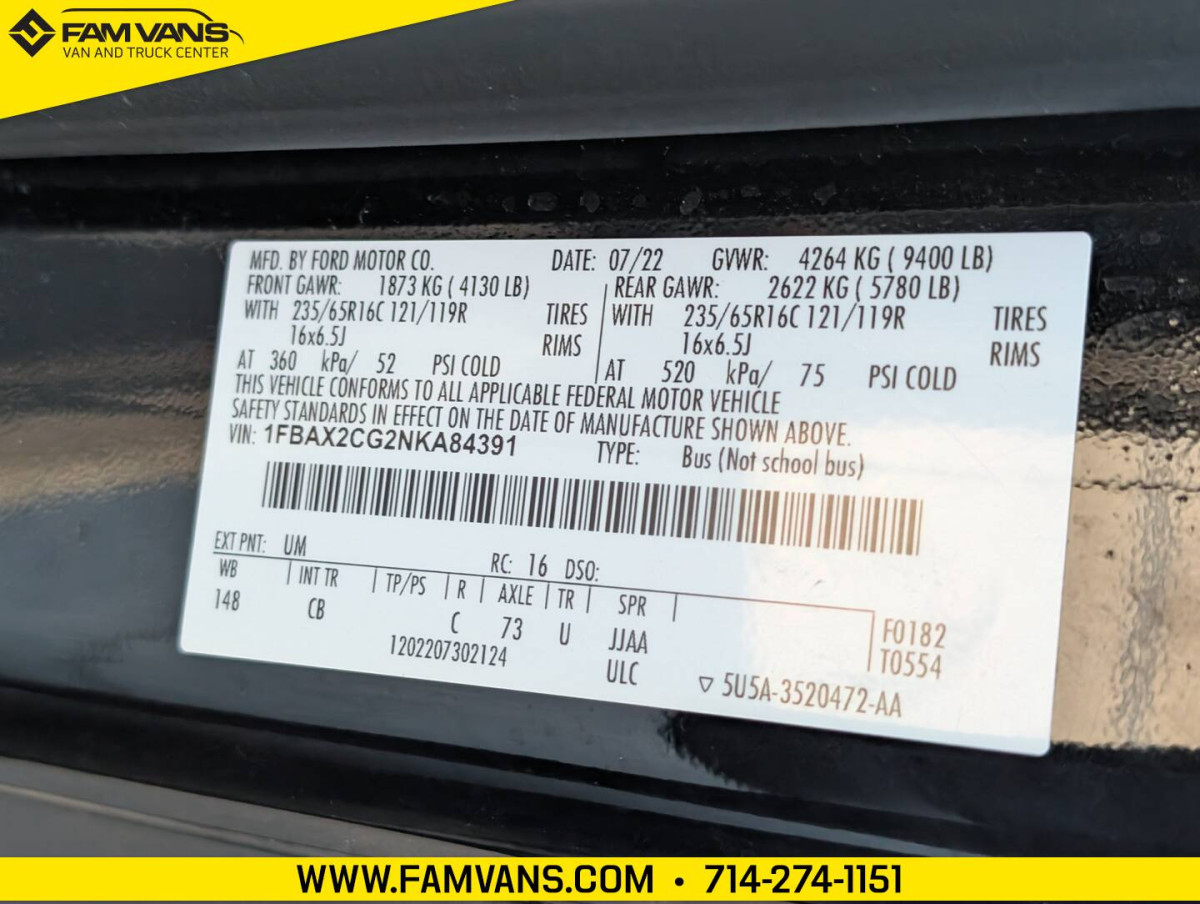 FAM VANS
VAN AND TRUCK CENTER
MFD. BY FORD MOTOR CO. DATE: 07/22 GVWR: 4264 KG ( 9400 LB)
FRONT GAWR: 1873 KG ( 4130 LB) REAR GAWR: 2622 KG ( 5780 LB)
WITH 235/65R16C 121/119R TIRES WITH 235/65R16C 121/119R TIRES
16x6.5J RIMS 16x6.5J RIMS
AT 360 kPa/ 52 PSI COLD AT 520 kPa/ 75 PSI COLD
THIS VEHICLE CONFORMS TO ALL APPLICABLE FEDERAL MOTOR VEHICLE
SAFETY STANDARDS IN EFFECT ON THE DATE OF MANUFACTURE SHOWN ABOVE.
VIN: 1FBAX2CG2NKA84391 TYPE: Bus (Not school bus)
EXT PNT: UM RC: 16 DSO:
WB INT TR TP/PS R AXLE TR SPR
148 CB C 73 U JJAA F0182
1202207302124 ULC T0554
5U5A-3520472-AA
WWW.FAMVANS.COM • 714-274-1151